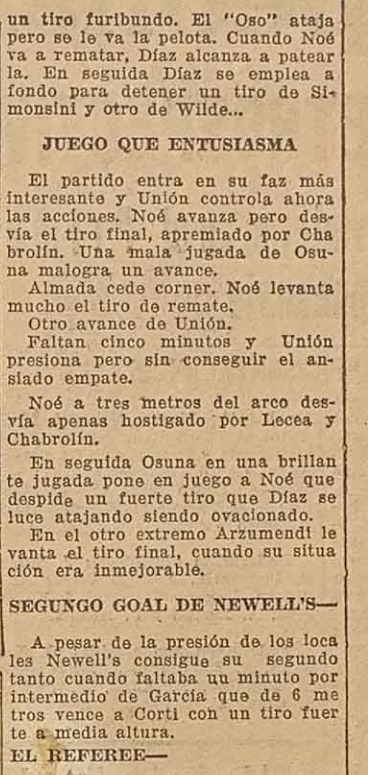 un tiro furibundo. El "Oso" ataja
pero se le va la pelota. Cuando Noé
va a rematar, Díaz alcanza a patear
la. En seguida Díaz se emplea a
fondo para detener un tiro de Si-
monsini y otro de Wilde...
JUEGO QUE ENTUSIASMA
El partido entra en su faz más
interesante y Unión controla ahora
las acciones. Noé avanza pero des-
vía el tiro final, apremiado por Cha
brolín. Una mala jugada de Osu-
na malogra un avance.
Almada cede corner. Noé levanta
mucho el tiro de remate.
Otro avance de Unión.
Faltan cinco minutos y Unión
presiona pero sin conseguir el an-
siado empate.
Noé a tres metros del arco des-
vía apenas hostigado por Lecea y
Chabrolín.
En seguida Osuna en una brillan
te jugada pone en juego a Noé que
despide un fuerte tiro que Díaz se
luce atajando siendo ovacionado.
En el otro extremo Arzumendi le
vanta el tiro final, cuando su situa
ción era inmejorable.
SEGUNGO GOAL DE NEWELL'S—
A pesar de la presión de los loca
les Newell's consigue su segundo
tanto cuando faltaba uu minuto por
intermedio de García que de 6 me
tros vence a Corti con un tiro fuer
te a media altura.
EL REFEREE—